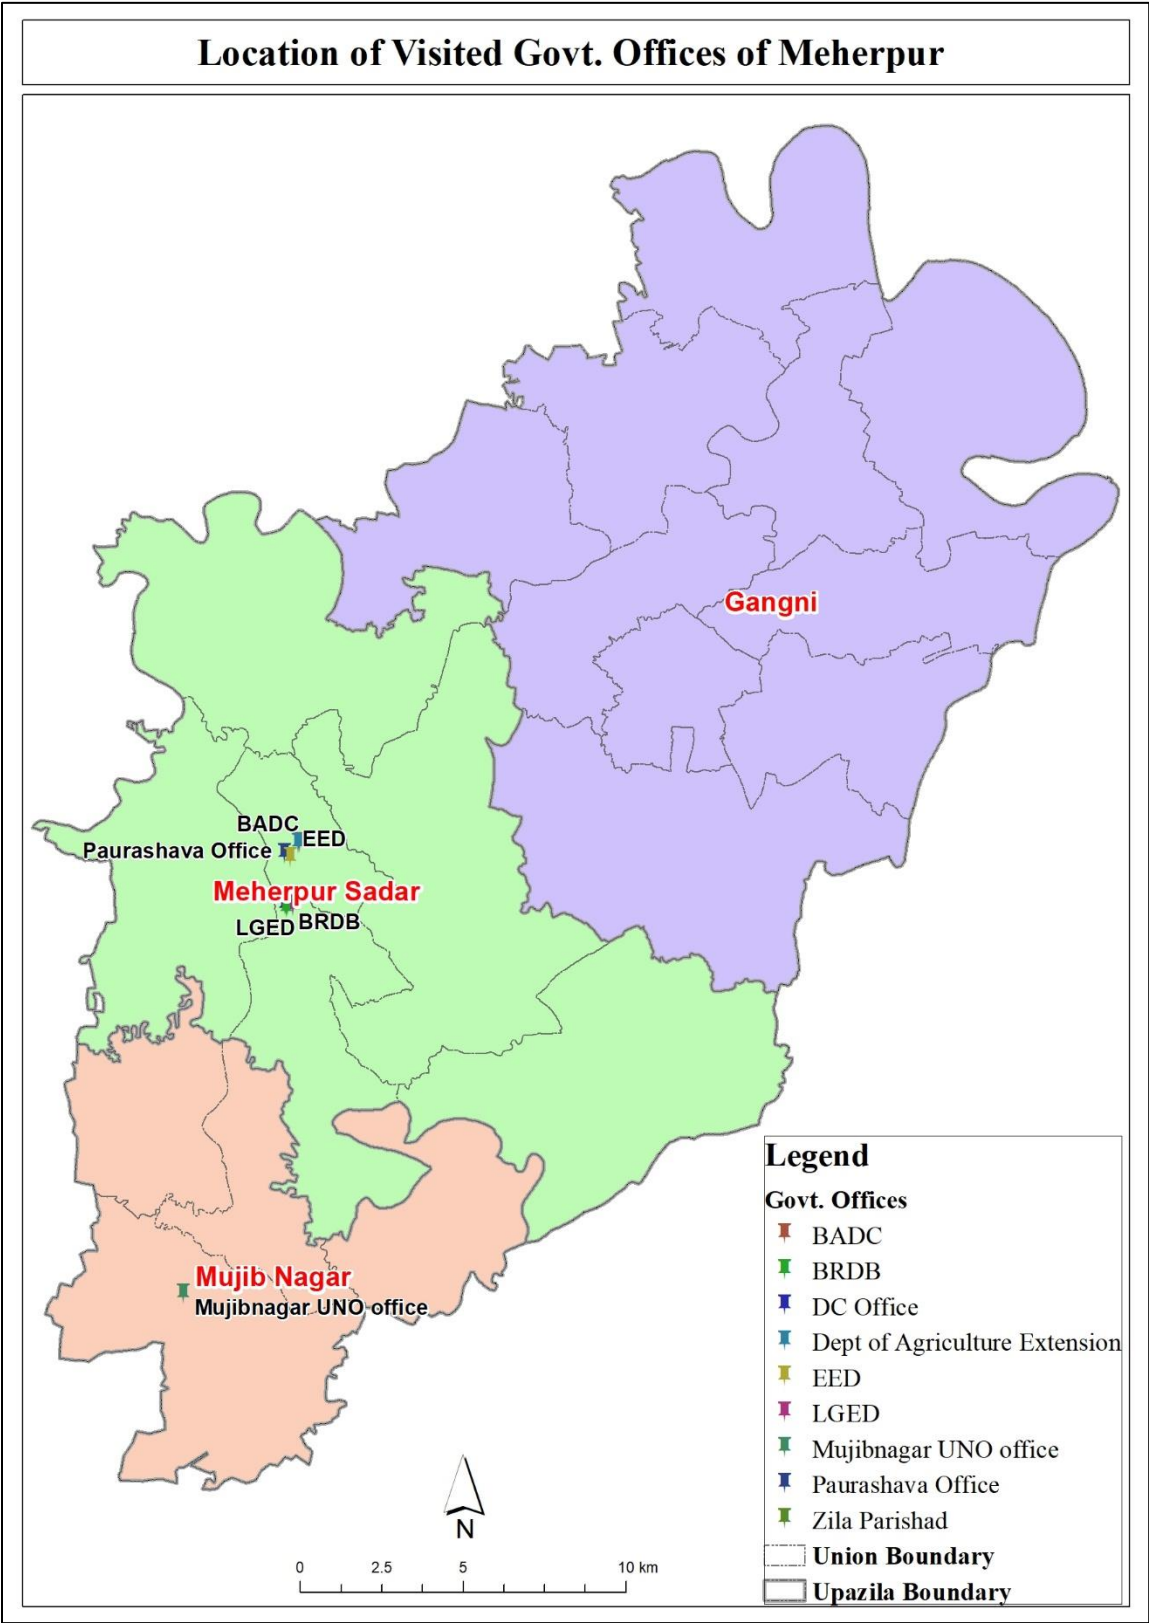 Location of Visited Govt. Offices of Meherpur
Gangni
BADC
EED
Paurashava Office
Meherpur Sadar
LGED
BRDB
Mujib Nagar
Mujibnagar UNO office
Legend
Govt. Offices
BADC
BRDB
DC Office
Dept of Agriculture Extension
EED
LGED
Mujibnagar UNO office
Paurashava Office
Zila Parishad
Union Boundary
Upazila Boundary
N
0 2.5 5 10 km